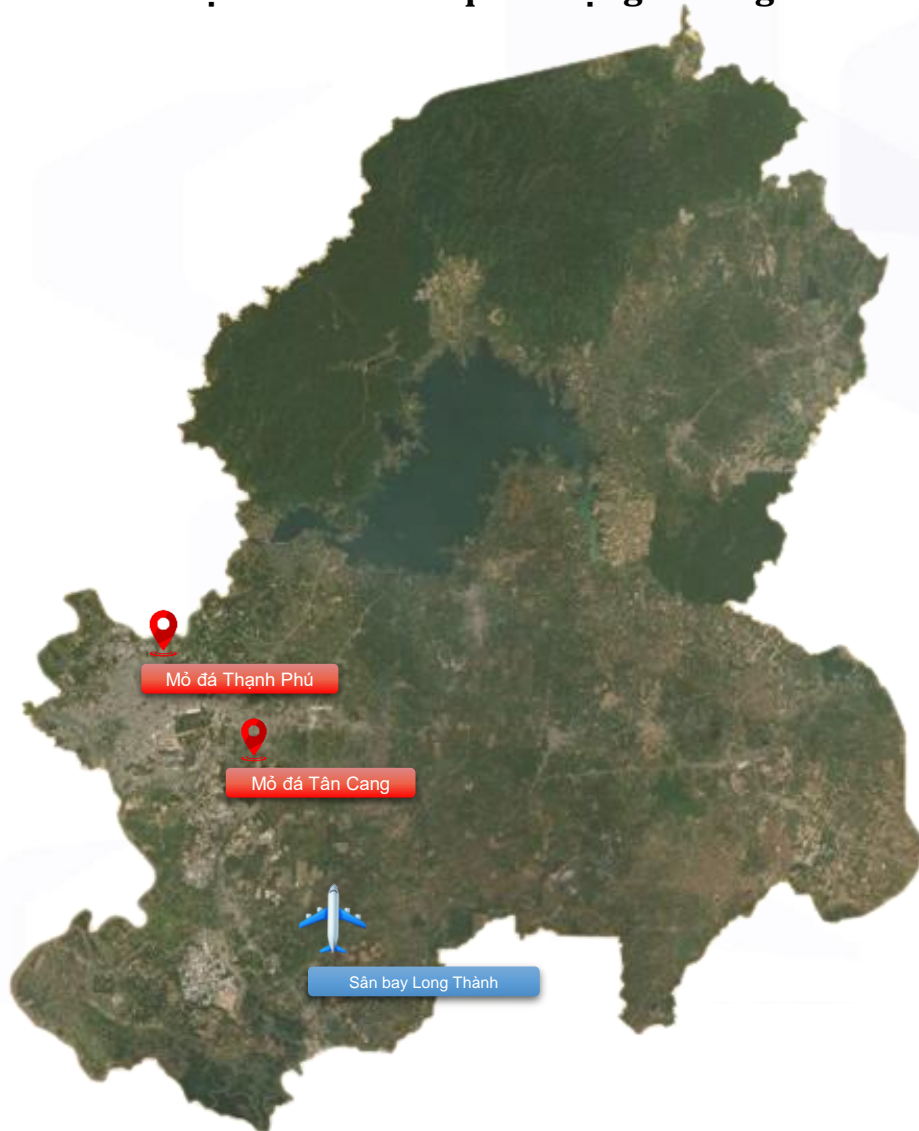 Mỏ đá Thạnh Phú
Mỏ đá Tân Cang
Sân bay Long Thành